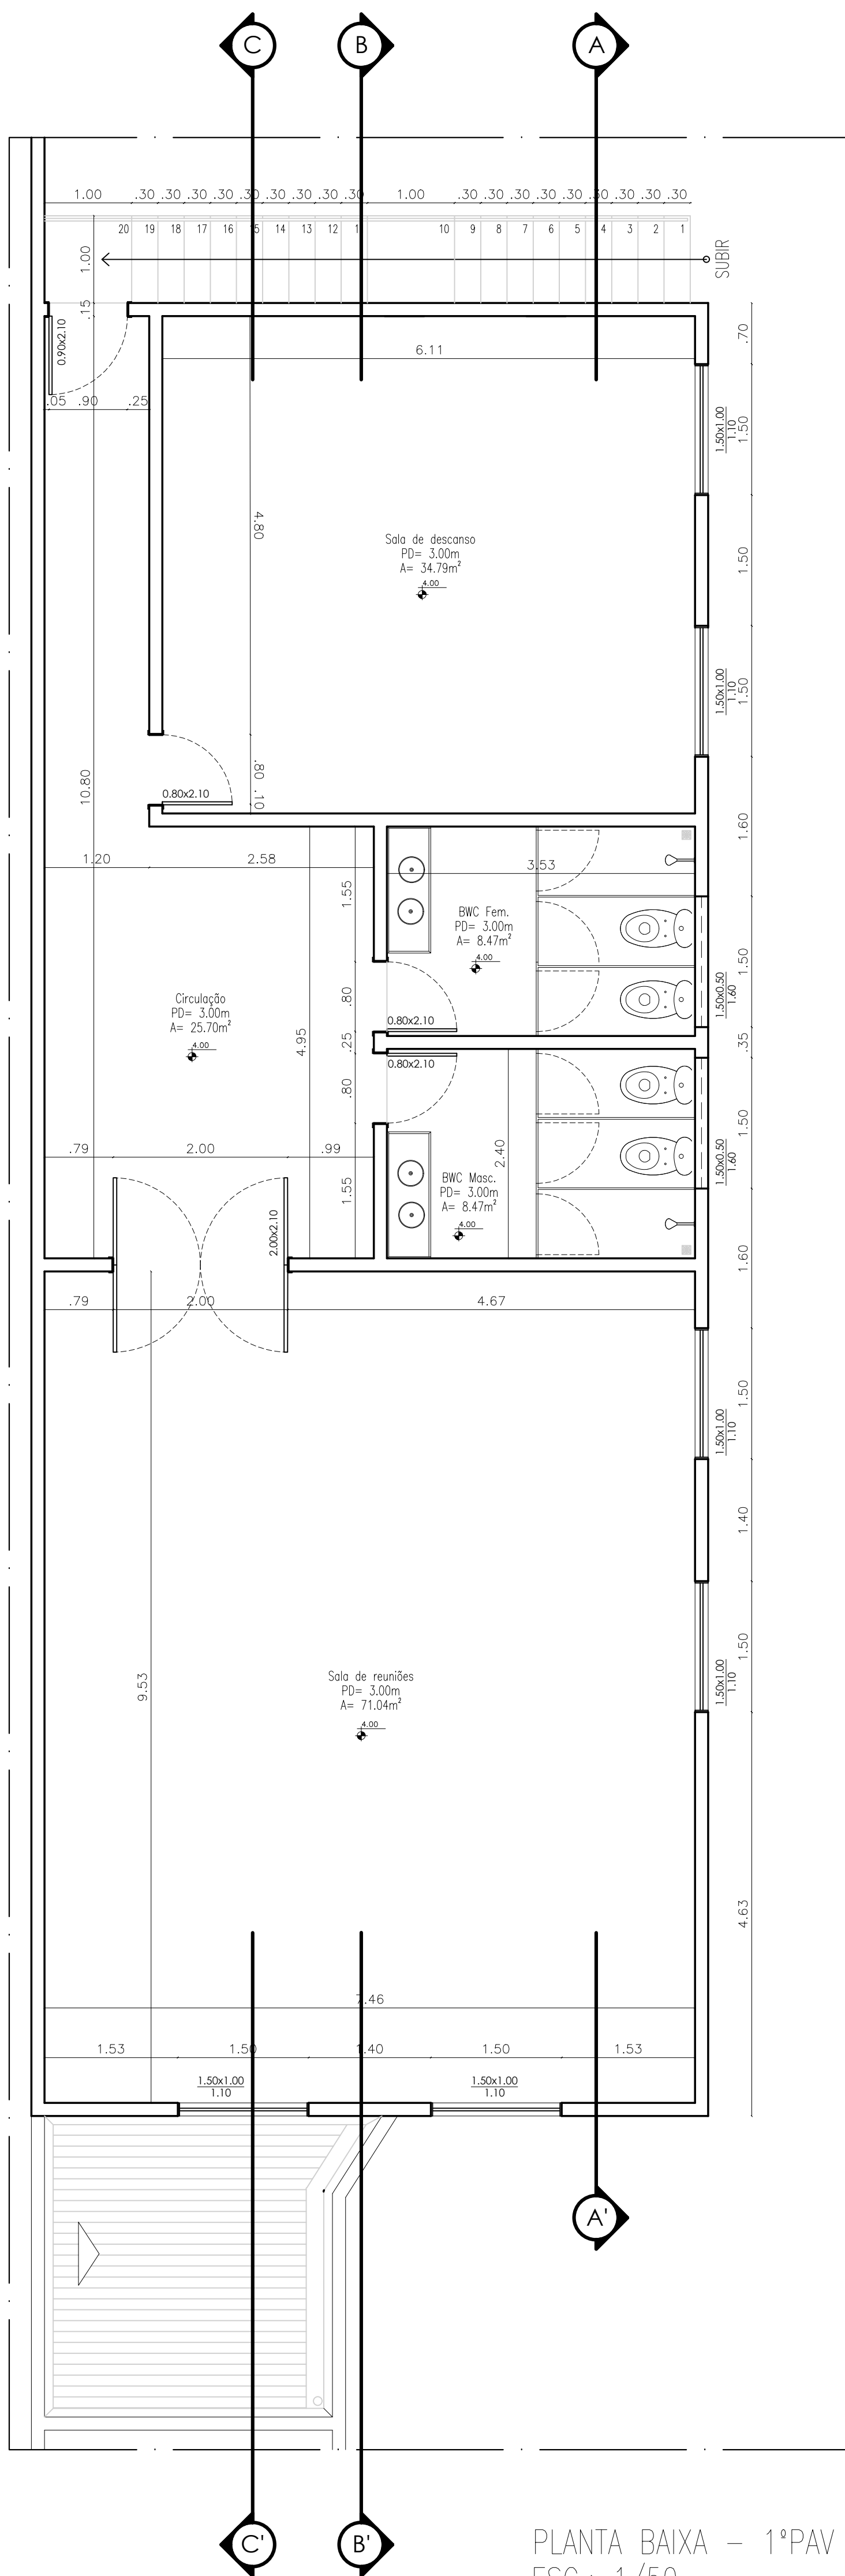 C B A
1.00 .30 .30 .30 .30 .30 .30 .30 .30 .30 1.00 .30 .30 .30 .30 .30 .30 .30 .30 .30
20 19 18 17 16 15 14 13 12 1 10 9 8 7 6 5 4 3 2 1
1.00
SUBIR
.15
0.90x2.10
.70
6.11
.05 .90 .25
1.50x1.00
1.10
1.50
4.80
Sala de descanso
PD= 3.00m
A= 34.79m²
4.00
1.50
1.50x1.00
1.10
1.50
10.80
.80 .10
0.80x2.10
1.60
1.20 2.58
3.53
1.55
BWC Fem.
PD= 3.00m
A= 8.47m²
4.00
1.50
1.50x0.50
1.60
Circulação
PD= 3.00m
A= 25.70m²
4.00
.80
0.80x2.10
4.95
.25
.35
0.80x2.10
.80
1.50
.79 2.00 .99
2.40
1.50x0.50
1.60
BWC Masc.
PD= 3.00m
A= 8.47m²
4.00
1.55
2.00x2.10
1.60
.79 2.00 4.67
1.50
1.50x1.00
1.10
1.40
9.53
Sala de reuniões
PD= 3.00m
A= 71.04m²
4.00
1.50
1.50x1.00
1.10
4.63
7.46
1.53 1.50 1.40 1.50 1.53
1.50x1.00
1.10
1.50x1.00
1.10
A'
C' B'
PLANTA BAIXA - 1ºPAV
ESC.: 1/50